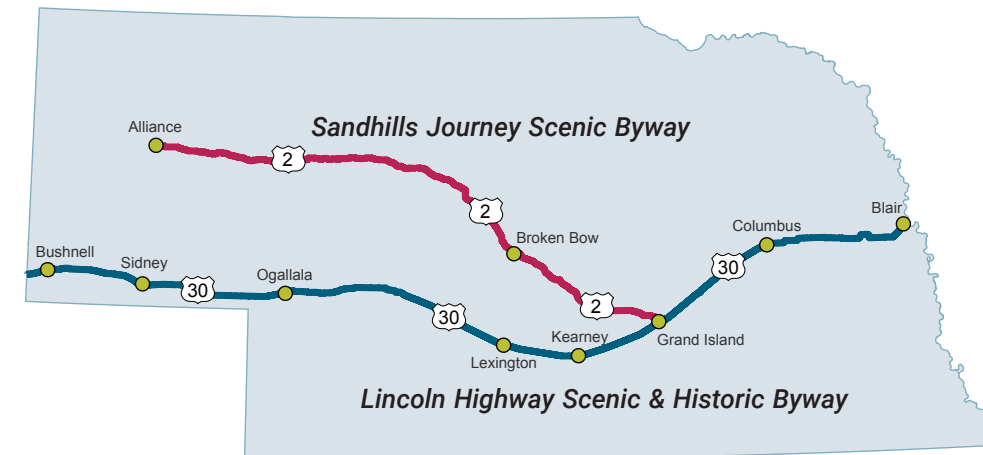 Alliance
Sandhills Journey Scenic Byway
2
2
Blair
Columbus
Broken Bow
Bushnell
Sidney
Ogallala
30
30
2
30
Kearney
Grand Island
Lexington
Lincoln Highway Scenic & Historic Byway